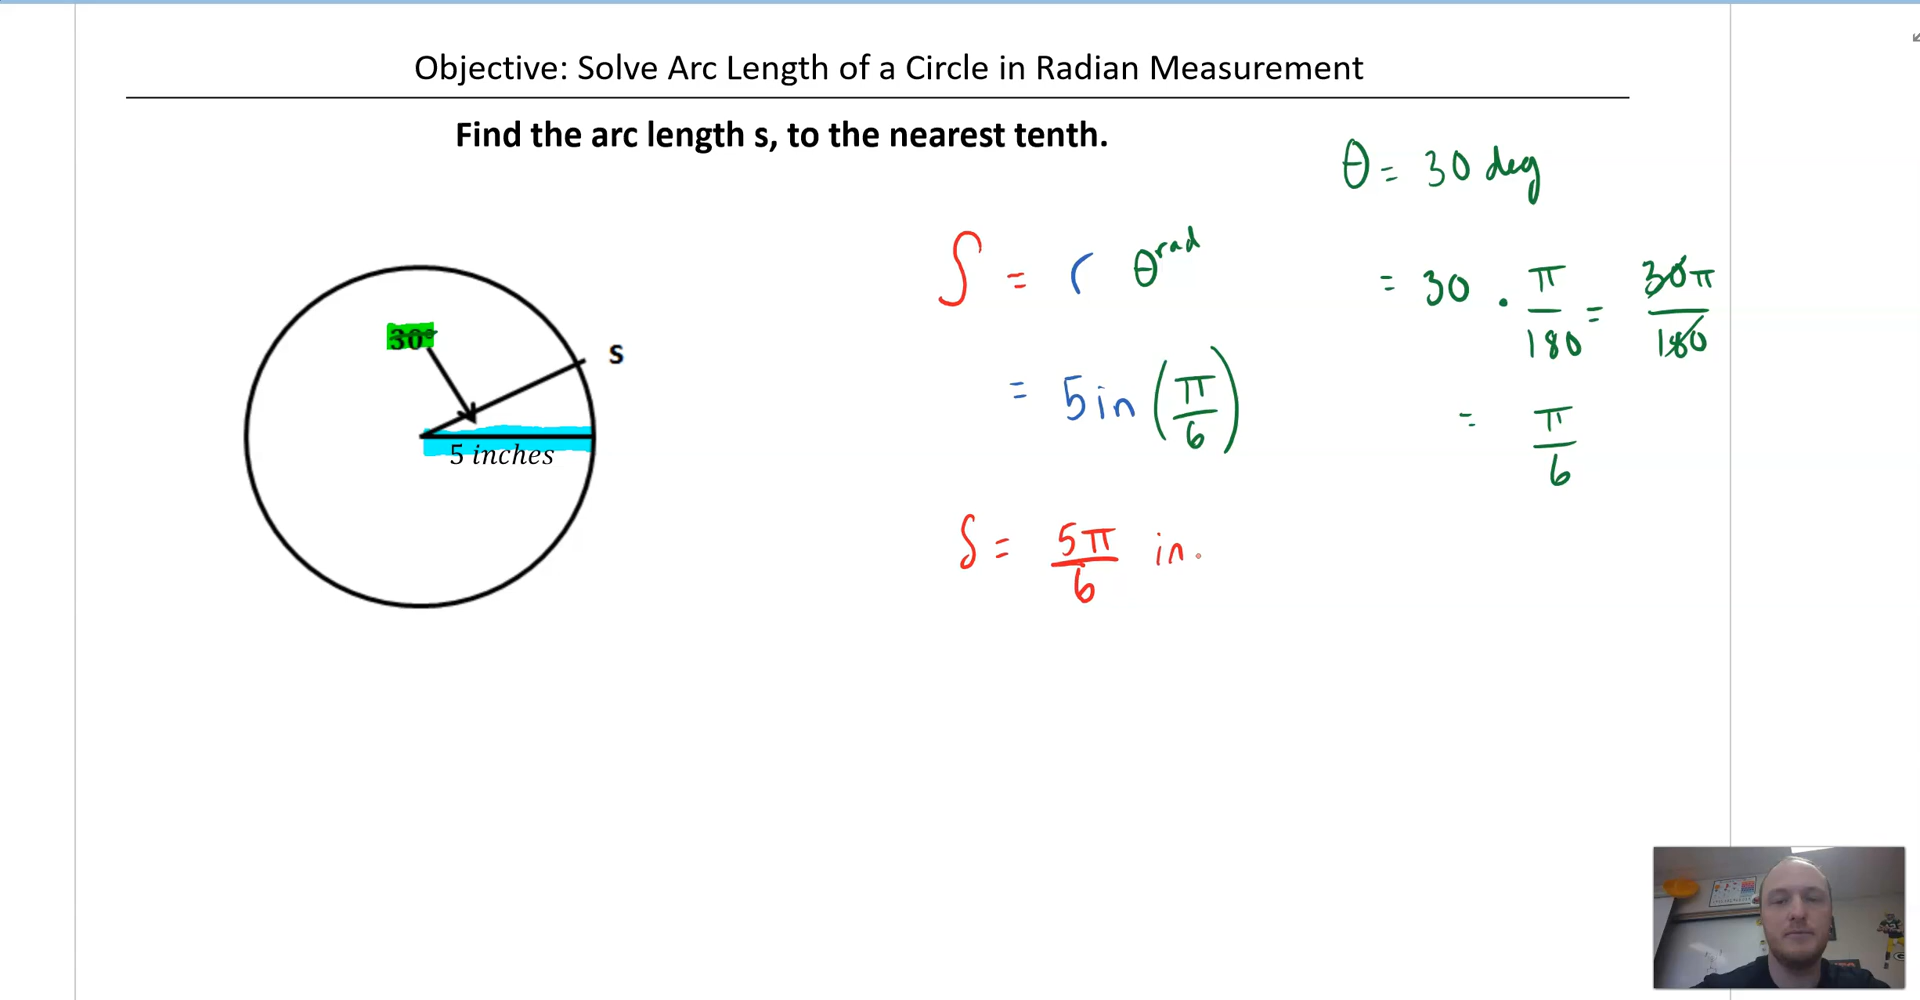 Objective: Solve Arc Length of a Circle in Radian Measurement
Find the arc length s, to the nearest tenth.
θ = 30 deg
S = r θ^rad
= 30 · π/180 = 30π/180
30°
S
= 5in (π/6)
= π/6
5 inches
S = 5π/6 in.